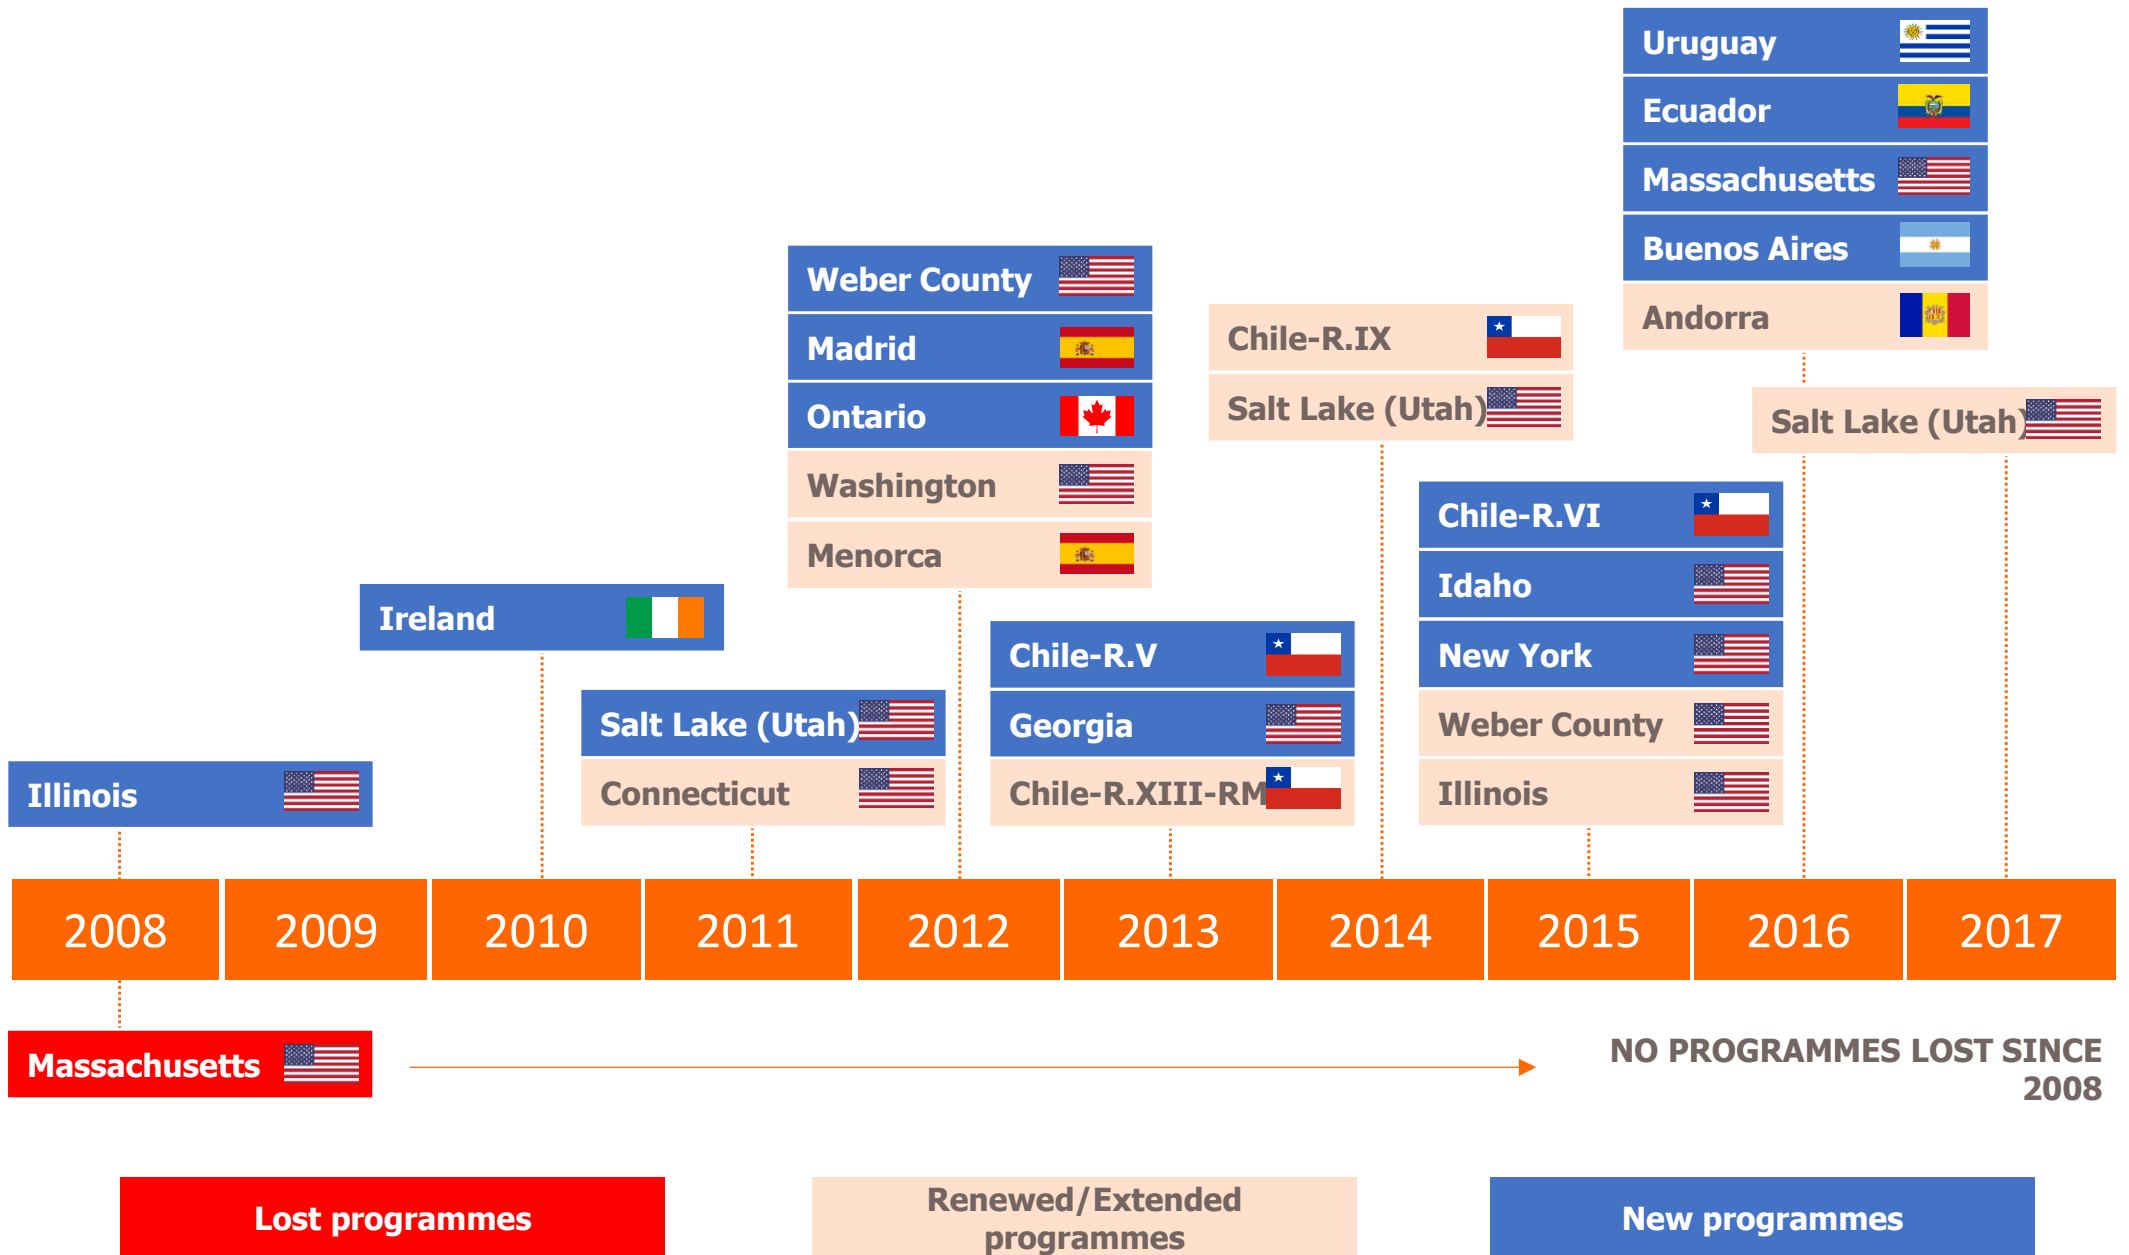 Uruguay
Ecuador
Massachusetts
Buenos Aires
Andorra
Weber County
Madrid
Ontario
Washington
Menorca
Chile-R.IX
Salt Lake (Utah)
Salt Lake (Utah)
Chile-R.VI
Idaho
New York
Weber County
Illinois
Ireland
Chile-R.V
Georgia
Chile-R.XIII-RM
Salt Lake (Utah)
Connecticut
Illinois
2008
2009
2010
2011
2012
2013
2014
2015
2016
2017
Massachusetts
NO PROGRAMMES LOST SINCE
2008
Lost programmes
Renewed/Extended
programmes
New programmes